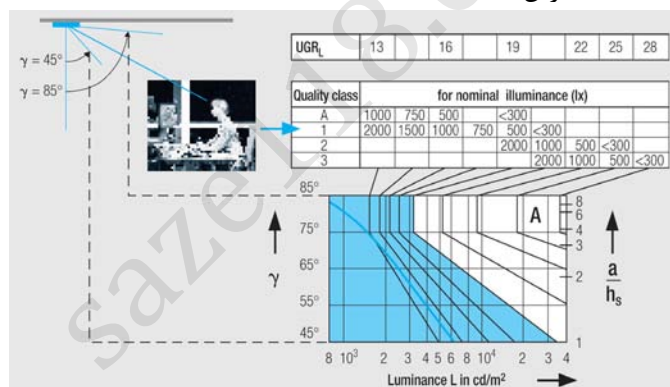 UGRL 13 16 19 22 25 28
γ = 45°
γ = 85°
Quality class for nominal illuminance (lx)
A 1000 750 500 <300
1 2000 1500 1000 750 500 <300
2 2000 1000 500 <300
3 2000 1000 500 <300
85°
75°
65°
55°
45°
γ
A
8
6
4
3
2
1
a
hs
8 10³ 2 3 4 5 6 8 10⁴ 2 3 4
Luminance L in cd/m²
saze118.com